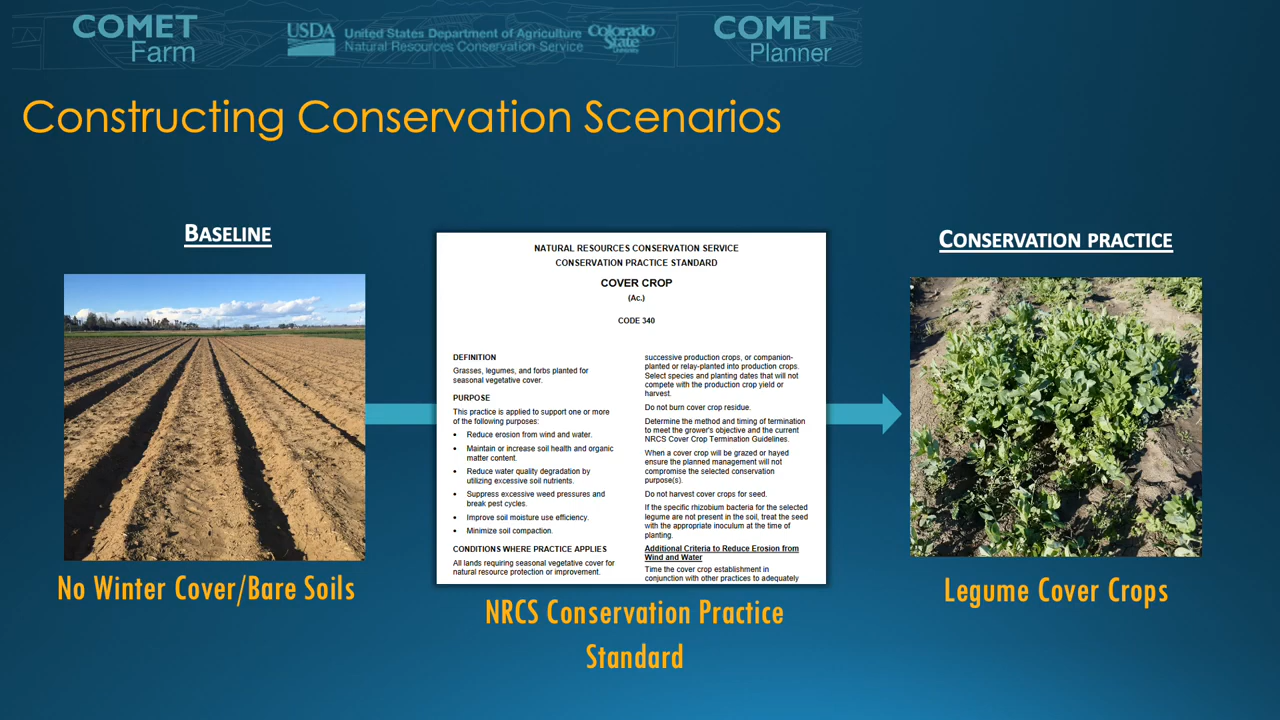 COMET
Farm
USDA
United States Department of Agriculture
Natural Resources Conservation Service
Colorado
State
University
COMET
Planner
Constructing Conservation Scenarios
BASELINE
No Winter Cover/Bare Soils
NATURAL RESOURCES CONSERVATION SERVICE
CONSERVATION PRACTICE STANDARD
COVER CROP
(Ac.)
CODE 340
DEFINITION
Grasses, legumes, and forbs planted for
seasonal vegetative cover.
PURPOSE
This practice is applied to support one or more
of the following purposes:
• Reduce erosion from wind and water.
• Maintain or increase soil health and organic
matter content.
• Reduce water quality degradation by
utilizing excessive soil nutrients.
• Suppress excessive weed pressures and
break pest cycles.
• Improve soil moisture use efficiency.
• Minimize soil compaction.
CONDITIONS WHERE PRACTICE APPLIES
All lands requiring seasonal vegetative cover for
natural resource protection or improvement.
successive production crops, or companion-
planted or relay-planted into production crops.
Select species and planting dates that will not
compete with the production crop yield or
harvest.
Do not burn cover crop residue.
Determine the method and timing of termination
to meet the grower's objective and the current
NRCS Cover Crop Termination Guidelines.
When a cover crop will be grazed or hayed
ensure the planned management will not
compromise the selected conservation
purpose(s).
Do not harvest cover crops for seed.
If the specific rhizobium bacteria for the selected
legume are not present in the soil, treat the seed
with the appropriate inoculum at the time of
planting.
Additional Criteria to Reduce Erosion from
Wind and Water
Time the cover crop establishment in
conjunction with other practices to adequately
NRCS Conservation Practice
Standard
CONSERVATION PRACTICE
Legume Cover Crops